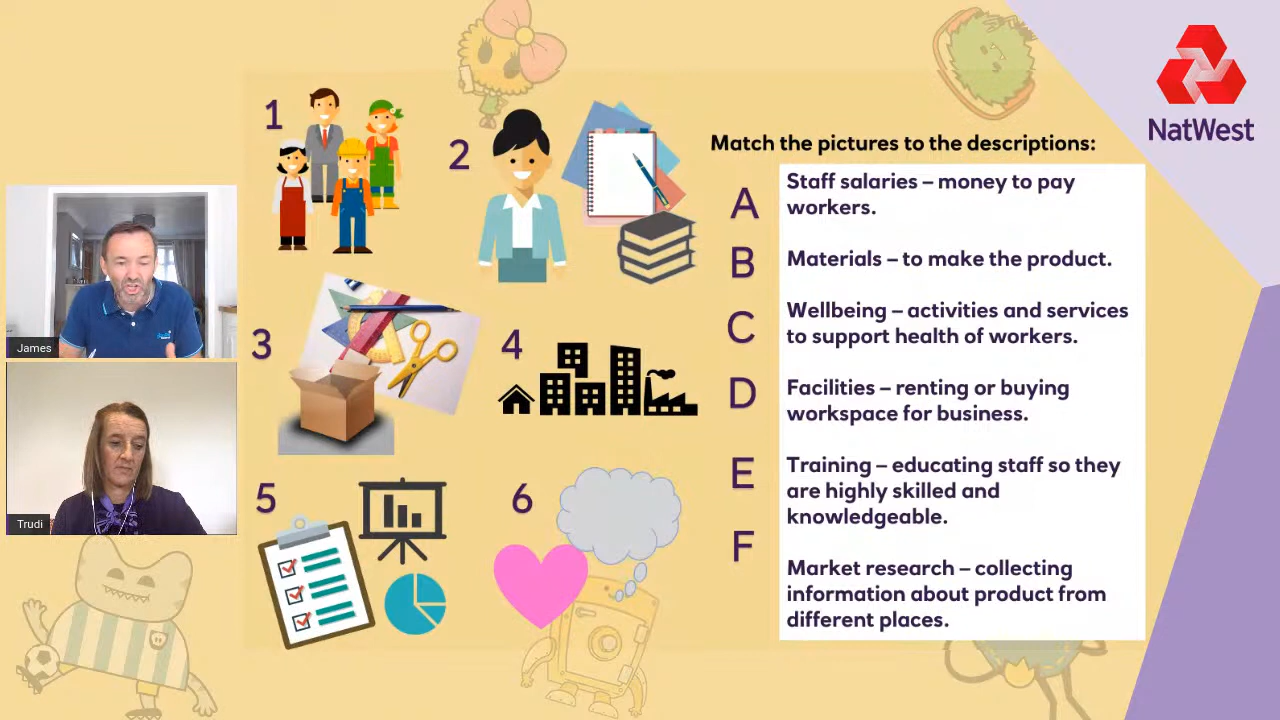 NatWest
Match the pictures to the descriptions:
1
2
3
4
5
6
A
Staff salaries – money to pay
workers.
B
Materials – to make the product.
C
Wellbeing – activities and services
to support health of workers.
D
Facilities – renting or buying
workspace for business.
E
Training – educating staff so they
are highly skilled and
knowledgeable.
F
Market research – collecting
information about product from
different places.
James
Trudi